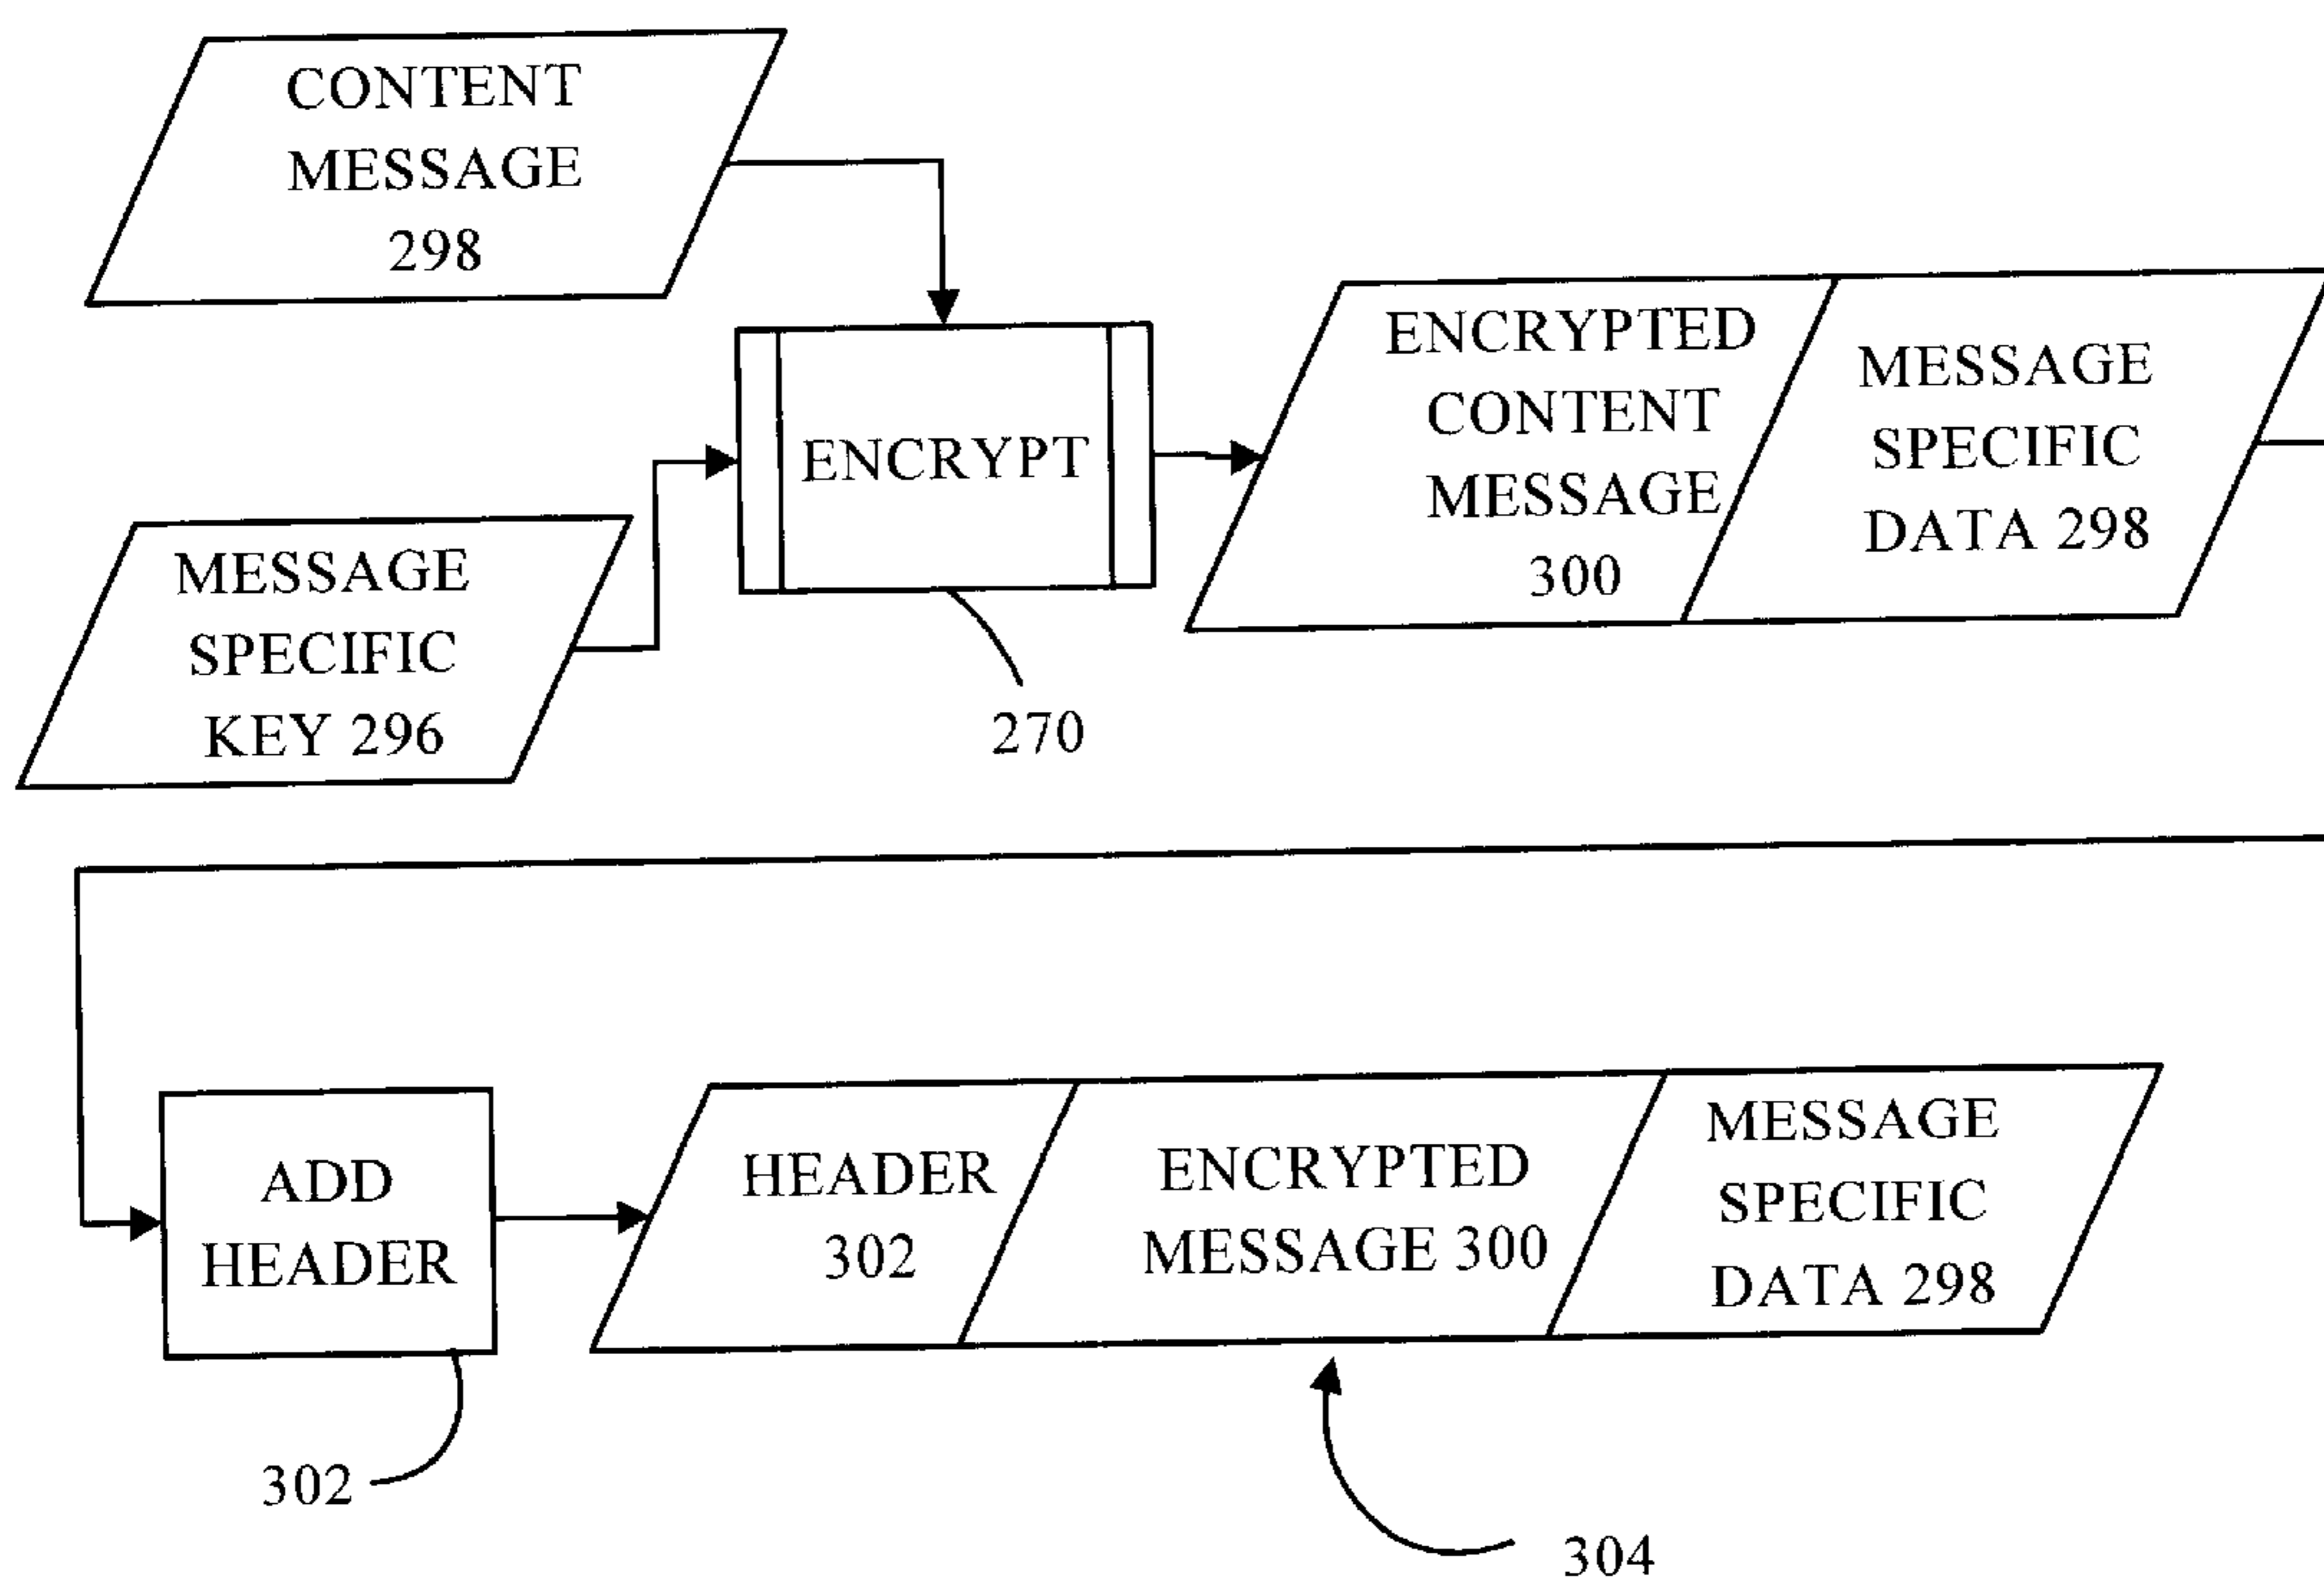 CONTENT
MESSAGE
298
ENCRYPT
MESSAGE
SPECIFIC
KEY 296
270
ENCRYPTED
CONTENT
MESSAGE
300
MESSAGE
SPECIFIC
DATA 298
ADD
HEADER
302
HEADER
302
ENCRYPTED
MESSAGE 300
MESSAGE
SPECIFIC
DATA 298
304